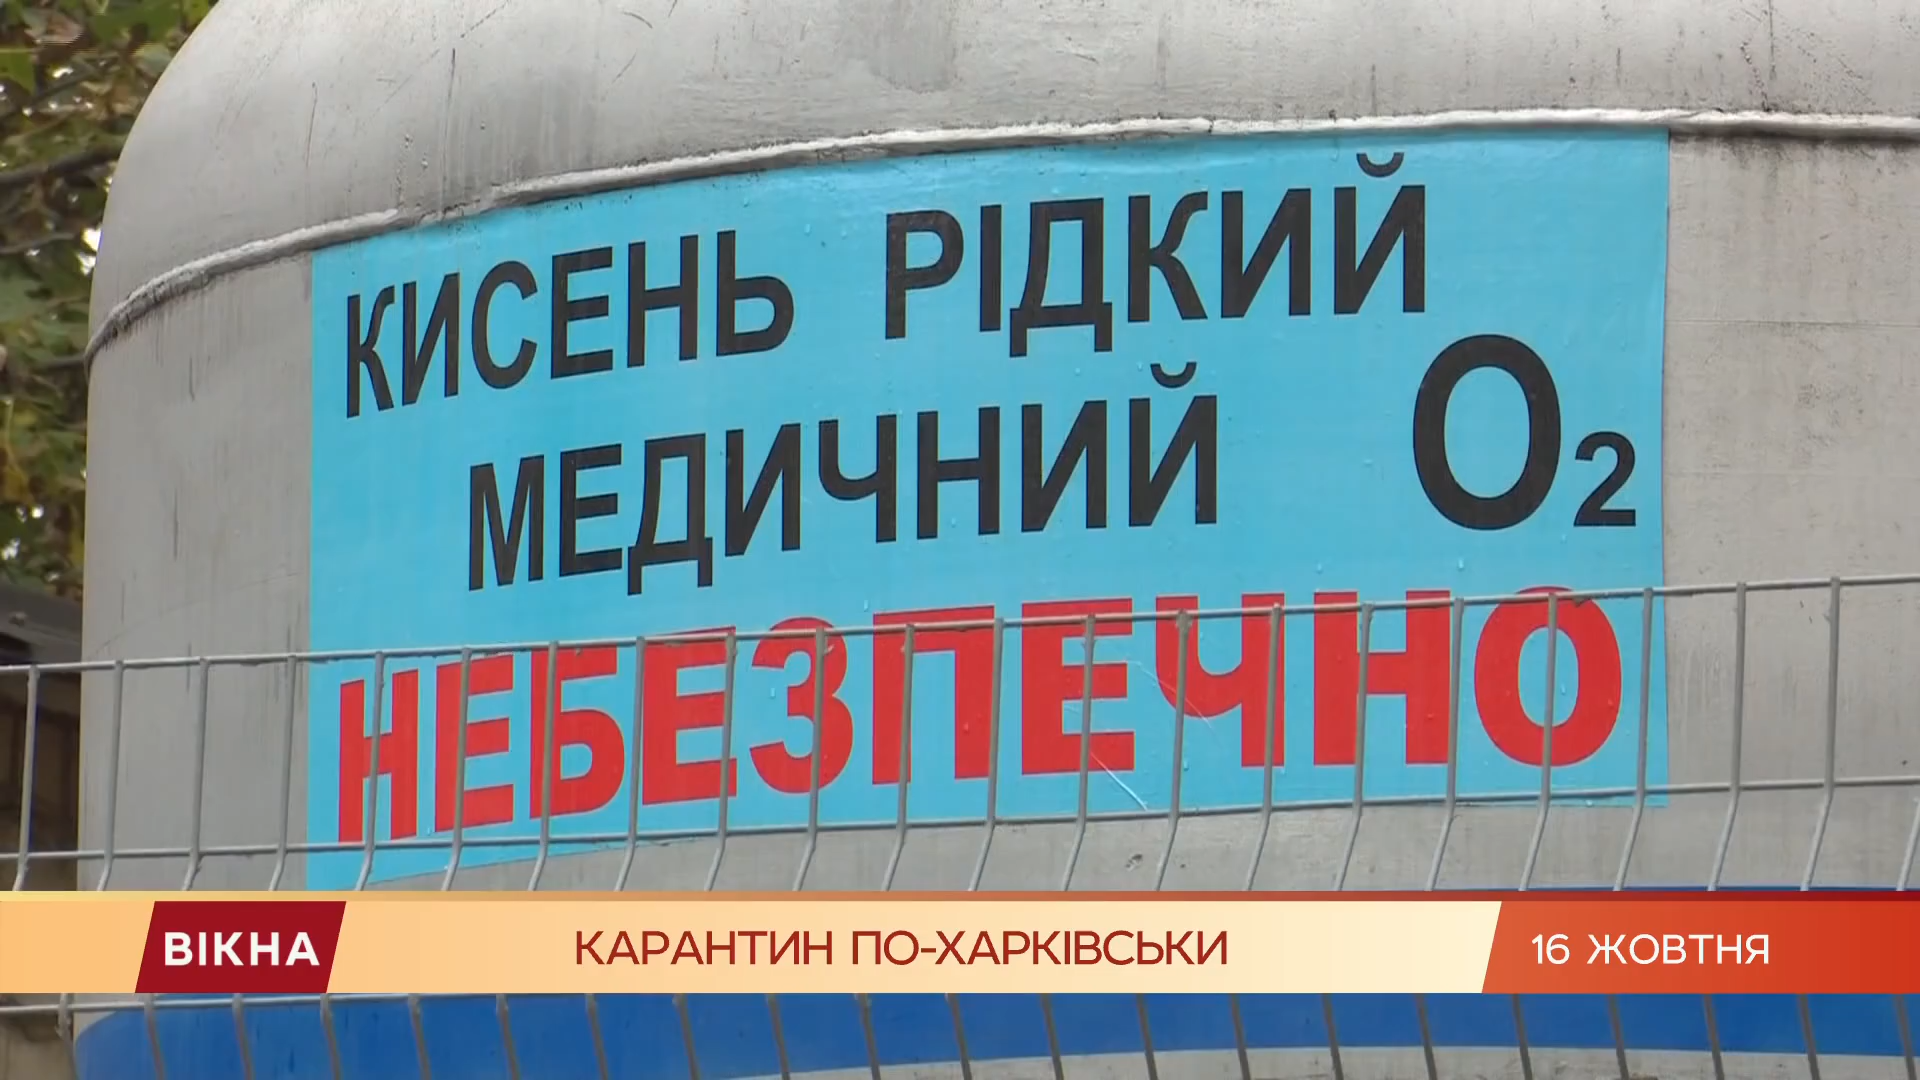 КИСЕНЬ РІДКИЙ
МЕДИЧНИЙ O₂
НЕБЕЗПЕЧНО
ВІКНА КАРАНТИН ПО-ХАРКІВСЬКИ 16 ЖОВТНЯ